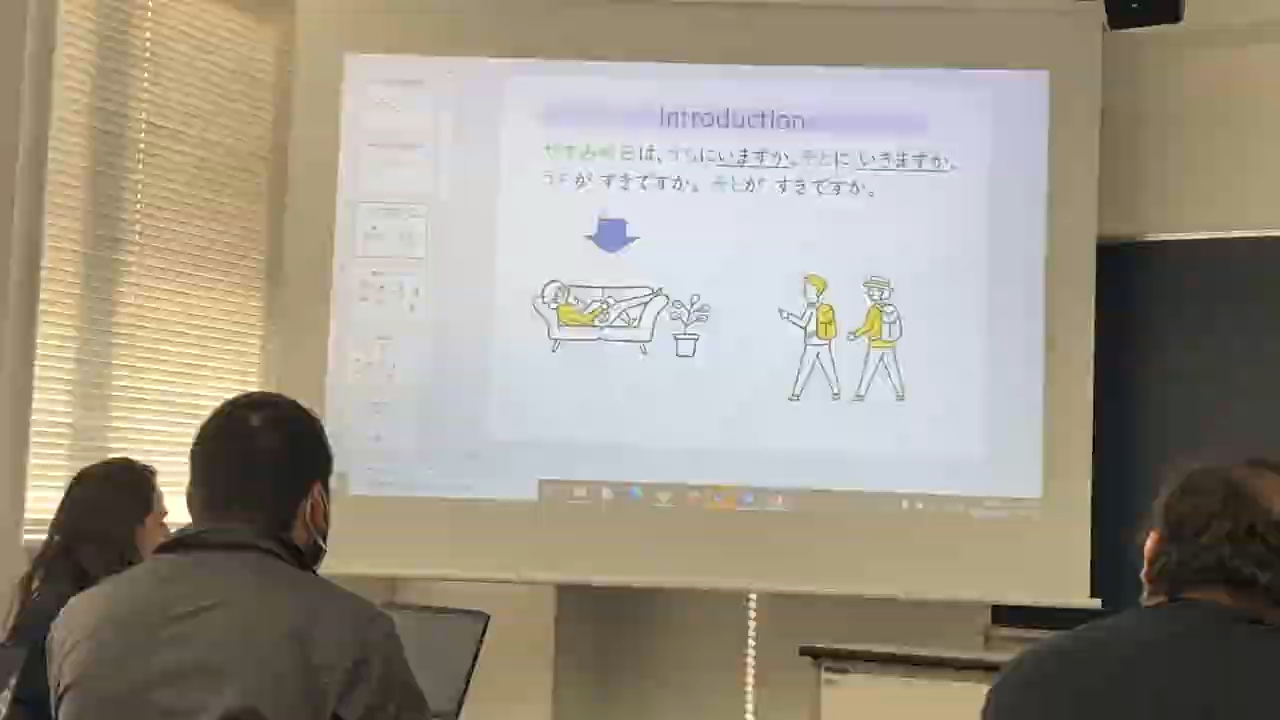 Introduction
やすみの日は、うちにいますか。そとに いきますか。
うちが すきですか。そとが すきですか。